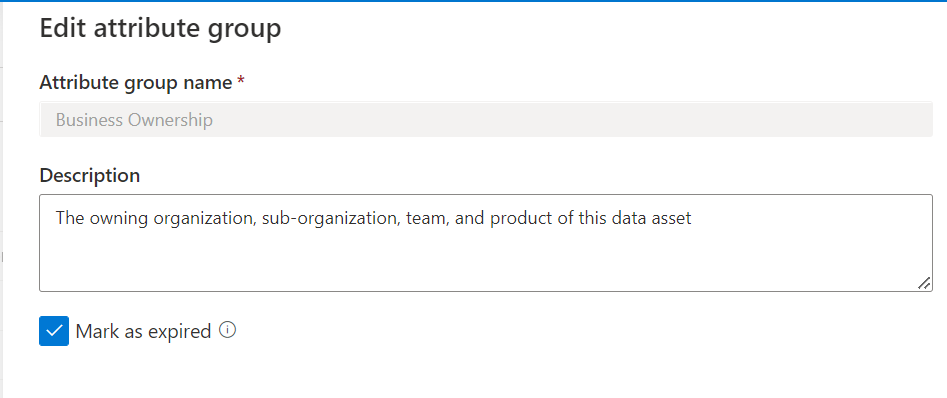 Edit attribute group
Attribute group name *
Business Ownership
Description
The owning organization, sub-organization, team, and product of this data asset
Mark as expired